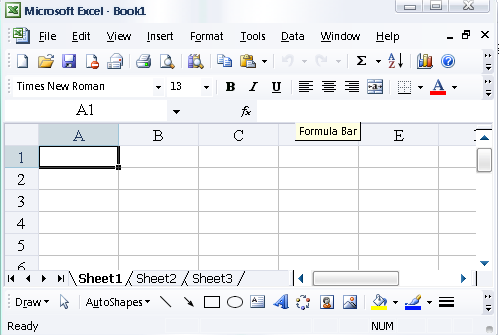 Microsoft Excel - Book1
File Edit View Insert Format Tools Data Window Help
Times New Roman 13 B I U A
A1 fx
Formula Bar
A B C E
1
2
3
4
5
6
Sheet1 Sheet2 Sheet3
Draw AutoShapes
Ready NUM